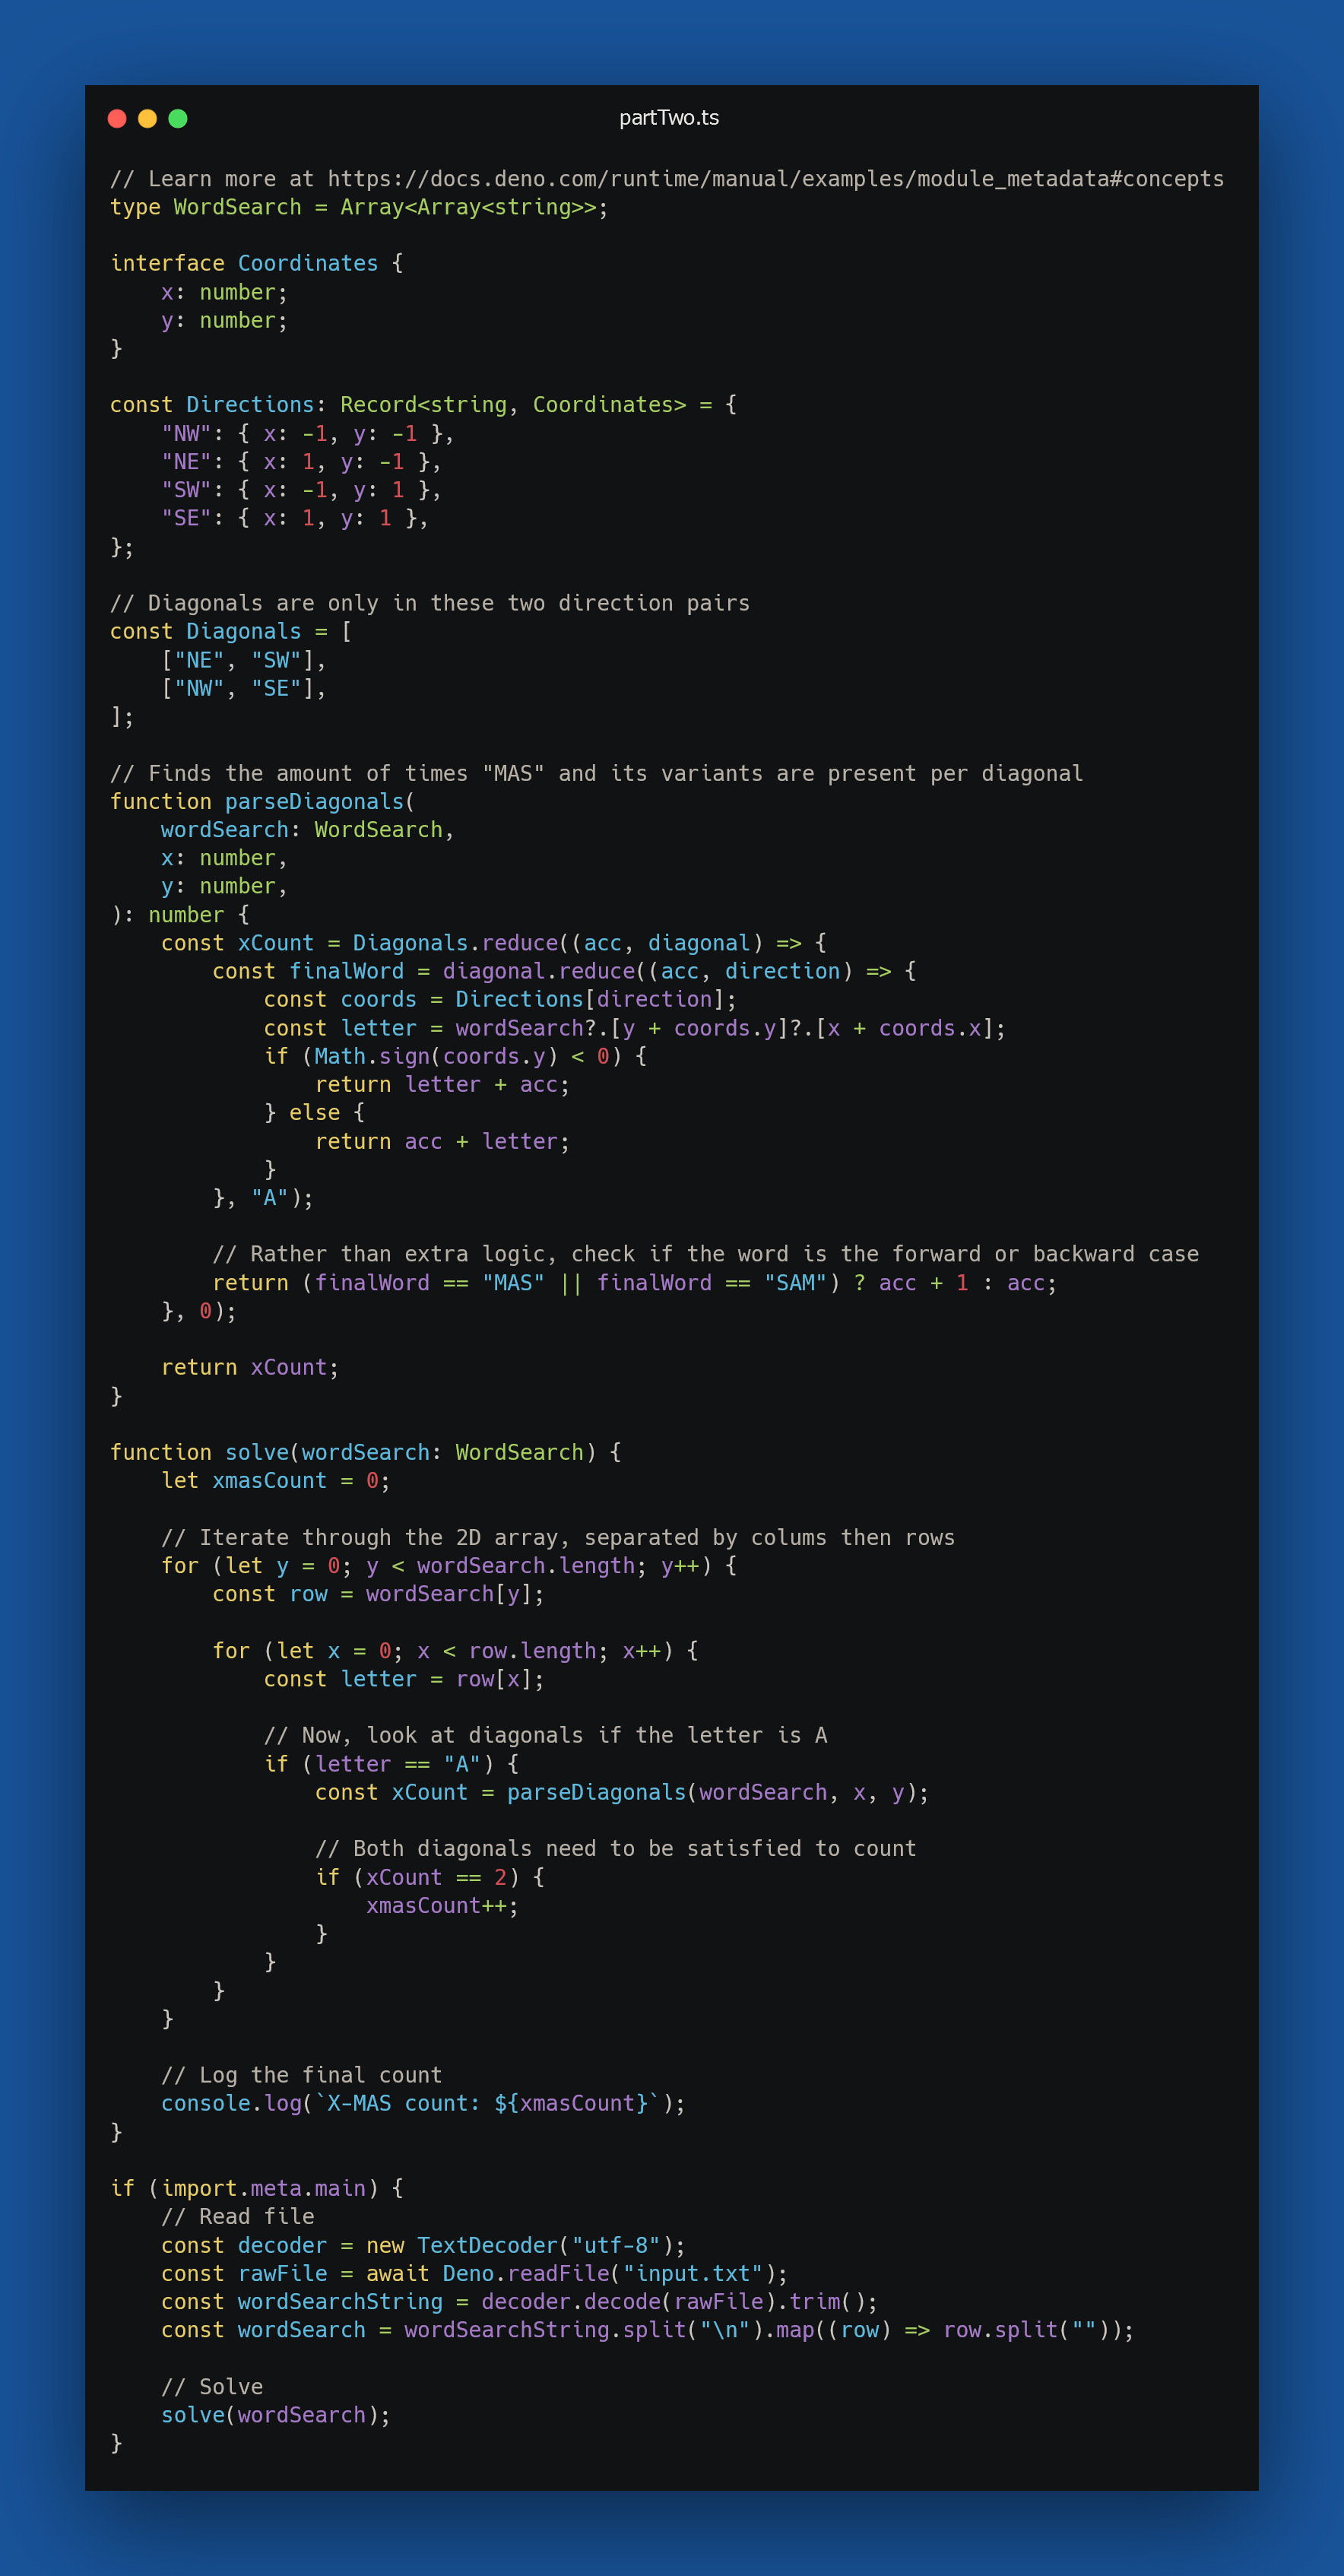 partTwo.ts
// Learn more at https://docs.deno.com/runtime/manual/examples/module_metadata#concepts
type WordSearch = Array<Array<string>>;

interface Coordinates {
    x: number;
    y: number;
}

const Directions: Record<string, Coordinates> = {
    "NW": { x: -1, y: -1 },
    "NE": { x: 1, y: -1 },
    "SW": { x: -1, y: 1 },
    "SE": { x: 1, y: 1 },
};

// Diagonals are only in these two direction pairs
const Diagonals = [
    ["NE", "SW"],
    ["NW", "SE"],
];

// Finds the amount of times "MAS" and its variants are present per diagonal
function parseDiagonals(
    wordSearch: WordSearch,
    x: number,
    y: number,
): number {
    const xCount = Diagonals.reduce((acc, diagonal) => {
        const finalWord = diagonal.reduce((acc, direction) => {
            const coords = Directions[direction];
            const letter = wordSearch?.[y + coords.y]?.[x + coords.x];
            if (Math.sign(coords.y) < 0) {
                return letter + acc;
            } else {
                return acc + letter;
            }
        }, "A");

        // Rather than extra logic, check if the word is the forward or backward case
        return (finalWord == "MAS" || finalWord == "SAM") ? acc + 1 : acc;
    }, 0);

    return xCount;
}

function solve(wordSearch: WordSearch) {
    let xmasCount = 0;

    // Iterate through the 2D array, separated by colums then rows
    for (let y = 0; y < wordSearch.length; y++) {
        const row = wordSearch[y];

        for (let x = 0; x < row.length; x++) {
            const letter = row[x];

            // Now, look at diagonals if the letter is A
            if (letter == "A") {
                const xCount = parseDiagonals(wordSearch, x, y);

                // Both diagonals need to be satisfied to count
                if (xCount == 2) {
                    xmasCount++;
                }
            }
        }
    }

    // Log the final count
    console.log(`X-MAS count: ${xmasCount}`);
}

if (import.meta.main) {
    // Read file
    const decoder = new TextDecoder("utf-8");
    const rawFile = await Deno.readFile("input.txt");
    const wordSearchString = decoder.decode(rawFile).trim();
    const wordSearch = wordSearchString.split("\n").map((row) => row.split(""));

    // Solve
    solve(wordSearch);
}